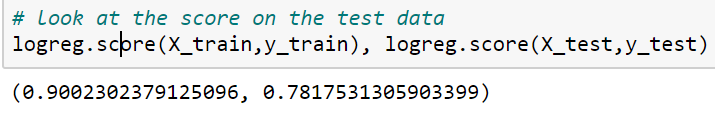 # look at the score on the test data
logreg.score(X_train,y_train), logreg.score(X_test,y_test)
(0.9002302379125096, 0.7817531305903399)